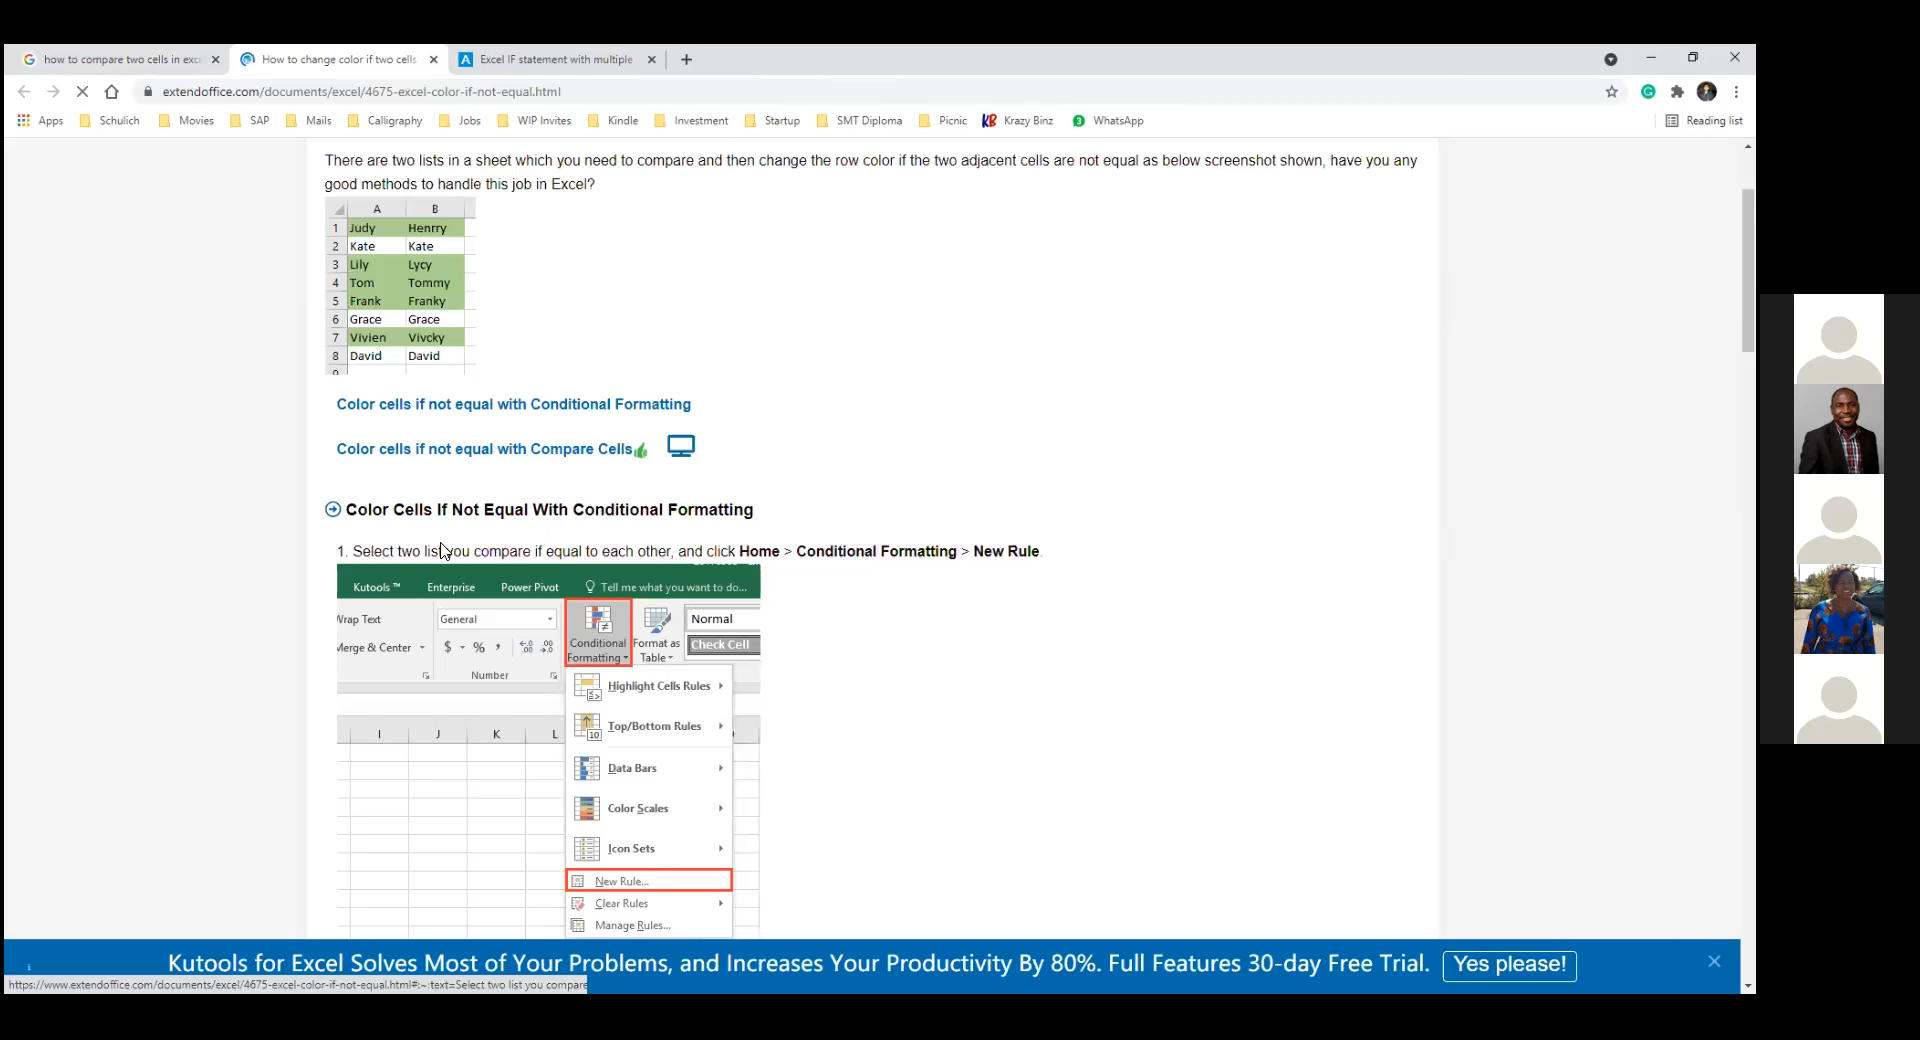 how to compare two cells in exc
How to change color if two cells
Excel IF statement with multiple
extendoffice.com/documents/excel/4675-excel-color-if-not-equal.html
Apps Schulich Movies SAP Mails Calligraphy Jobs WIP Invites Kindle Investment Startup SMT Diploma Picnic Krazy Binz WhatsApp Reading list
There are two lists in a sheet which you need to compare and then change the row color if the two adjacent cells are not equal as below screenshot shown, have you any
good methods to handle this job in Excel?
A B
1 Judy Henrry
2 Kate Kate
3 Lily Lycy
4 Tom Tommy
5 Frank Franky
6 Grace Grace
7 Vivien Vivcky
8 David David
9
Color cells if not equal with Conditional Formatting
Color cells if not equal with Compare Cells
Color Cells If Not Equal With Conditional Formatting
1. Select two list you compare if equal to each other, and click Home > Conditional Formatting > New Rule.
Kutools ™ Enterprise Power Pivot Tell me what you want to do...
Wrap Text General Normal
Merge & Center $ % , Conditional Formatting Format as Table Check Cell
Number
Highlight Cells Rules
Top/Bottom Rules
I J K L
Data Bars
Color Scales
Icon Sets
New Rule...
Clear Rules
Manage Rules...
Kutools for Excel Solves Most of Your Problems, and Increases Your Productivity By 80%. Full Features 30-day Free Trial. Yes please!
https://www.extendoffice.com/documents/excel/4675-excel-color-if-not-equal.html#:~:text=Select two list you compare